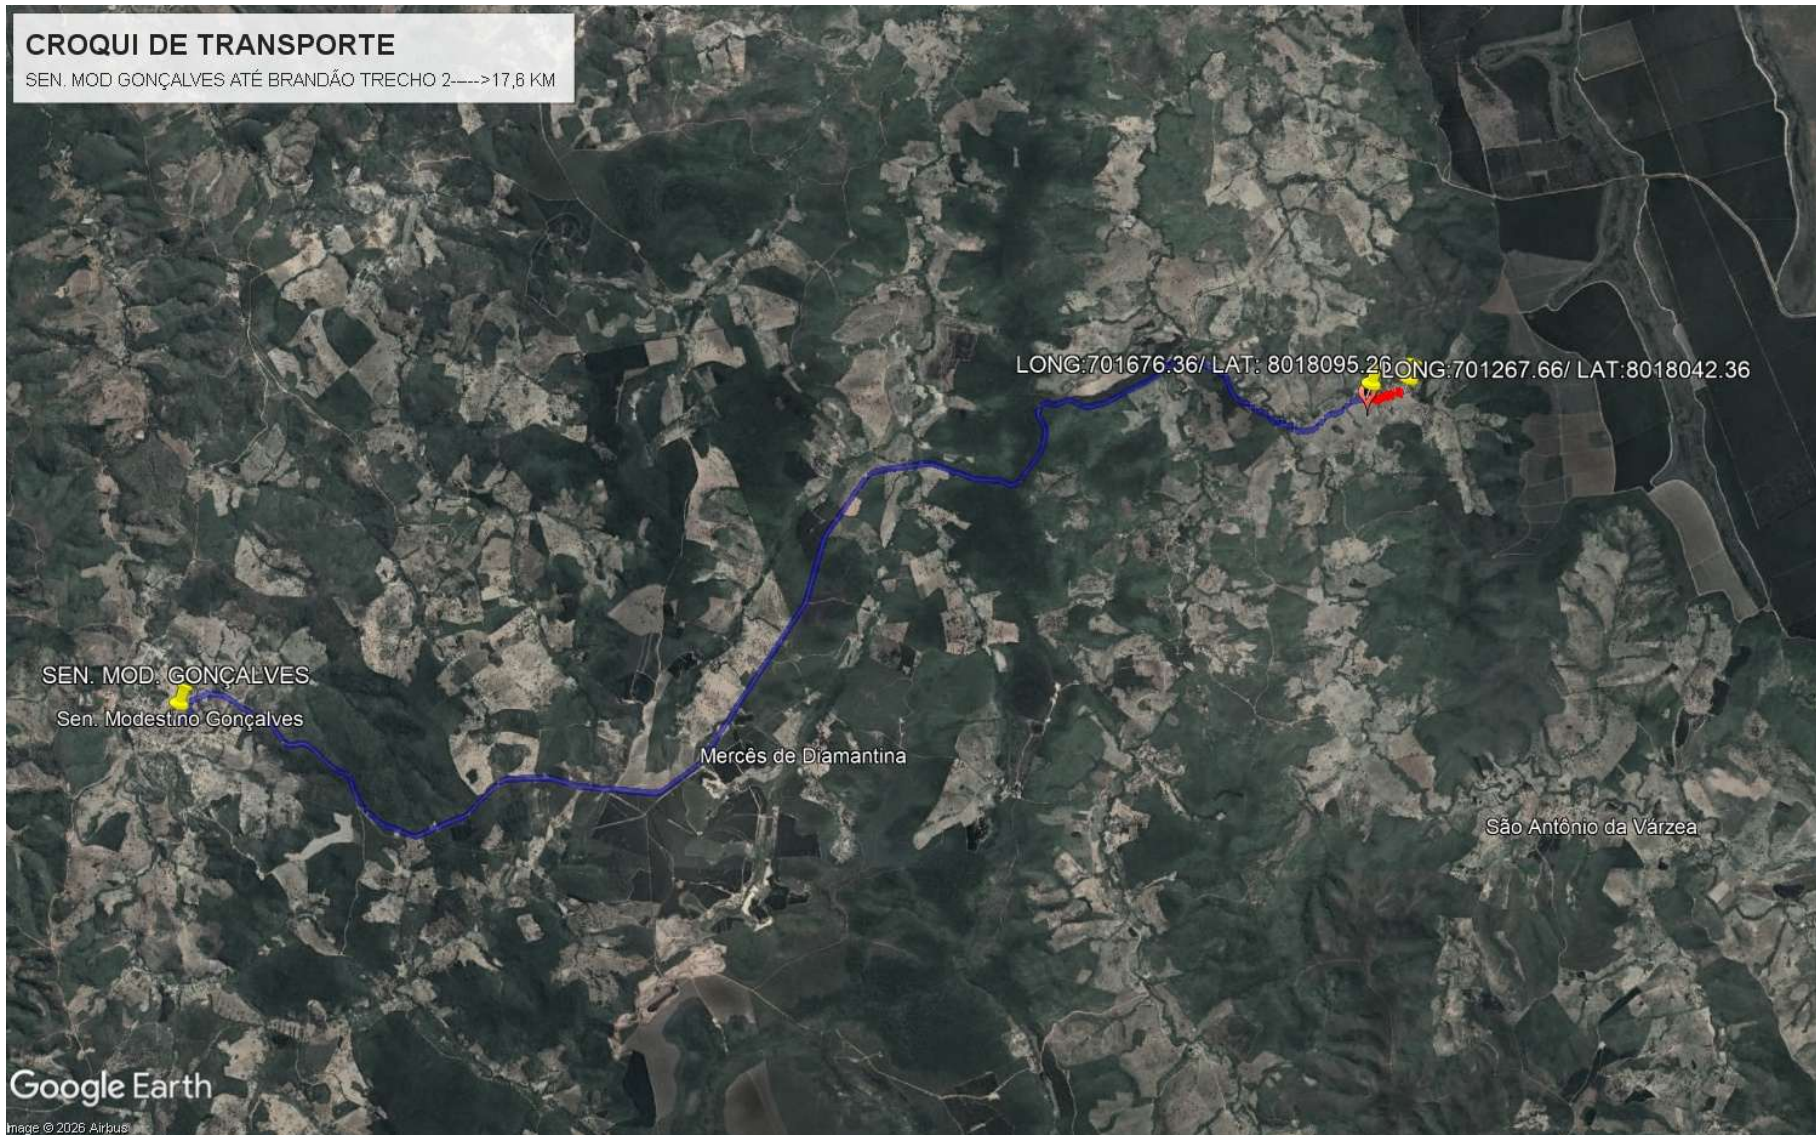 CROQUI DE TRANSPORTE
SEN. MOD GONÇALVES ATÉ BRANDÃO TRECHO 2----->17,6 KM
LONG:701676.36/ LAT: 8018095.26
LONG:701267.66/ LAT:8018042.36
SEN. MOD. GONÇALVES
Sen. Modestino Gonçalves
Mercês de Diamantina
São Antônio da Várzea
Google Earth
Image © 2026 Airbus